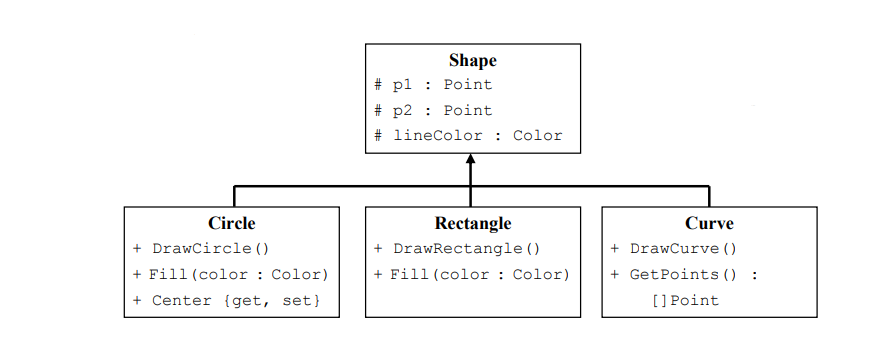 Shape
# p1 : Point
# p2 : Point
# lineColor : Color
Circle
+ DrawCircle()
+ Fill(color : Color)
+ Center {get, set}
Rectangle
+ DrawRectangle()
+ Fill(color : Color)
Curve
+ DrawCurve()
+ GetPoints() :
[]Point